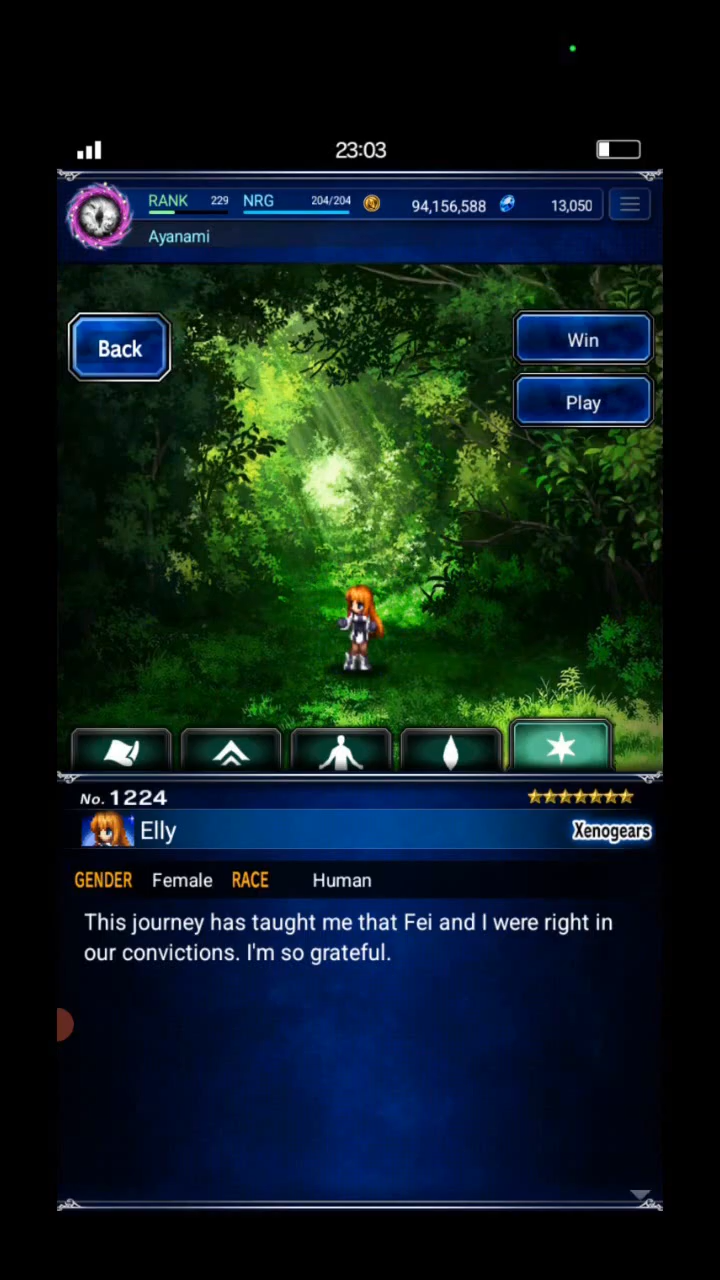 23:03
RANK 229 NRG 204/204 94,156,588 13,050
Ayanami
Back
Win
Play
No. 1224
Elly Xenogears
GENDER Female RACE Human
This journey has taught me that Fei and I were right in
our convictions. I'm so grateful.